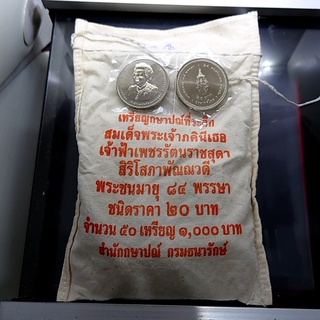 เหรียญกษาปณ์ที่ระลึก
สมเด็จพระเจ้าภคินีเธอ
เจ้าฟ้าเพชรรัตนราชสุดา
สิริโสภาพัณณวดี
พระชนมายุ ๘๔ พรรษา
ชนิดราคา ๒๐ บาท
จำนวน ๕๐ เหรียญ ๑,๐๐๐ บาท
สำนักกษาปณ์ กรมธนารักษ์